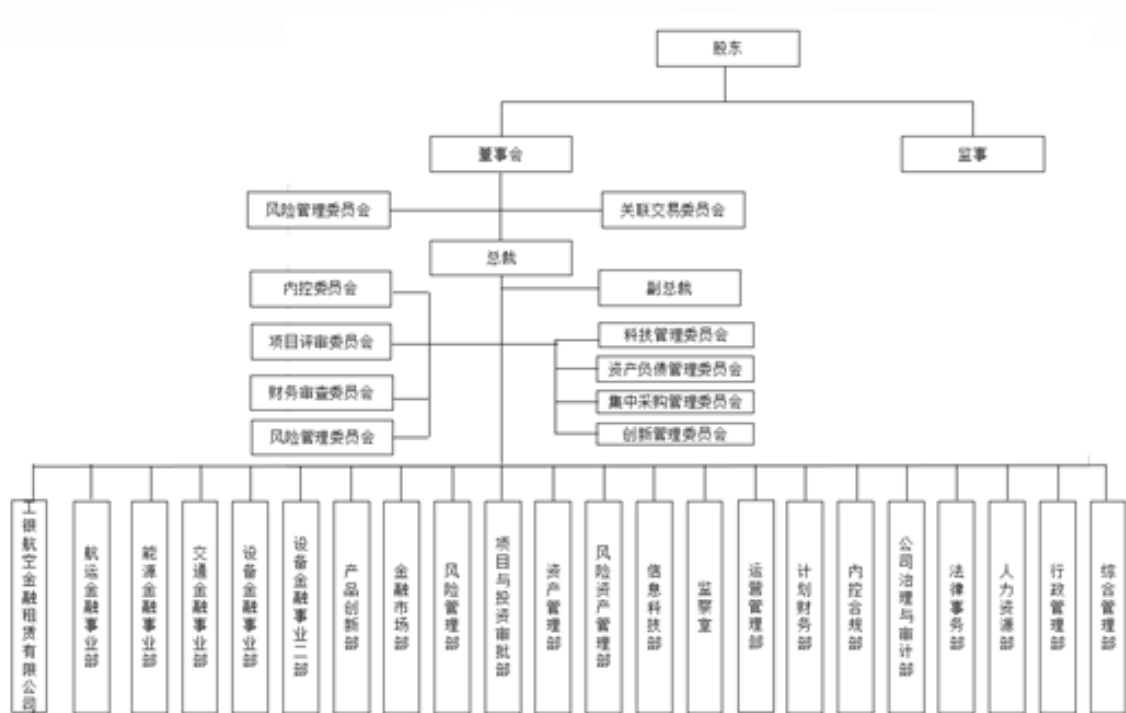 股东
董事会
监事
风险管理委员会
关联交易委员会
总裁
内控委员会
副总裁
项目评审委员会
科技管理委员会
资产负债管理委员会
财务审查委员会
集中采购管理委员会
风险管理委员会
创新管理委员会
工银航空金融租赁有限公司
航运金融事业部
能源金融事业部
交通金融事业部
设备金融事业部
设备金融事业二部
产品创新部
金融市场部
风险管理部
项目与投资审批部
资产管理部
风险资产管理部
信息科技部
监察室
运营管理部
计划财务部
内控合规部
公司治理与审计部
法律事务部
人力资源部
行政管理部
综合管理部